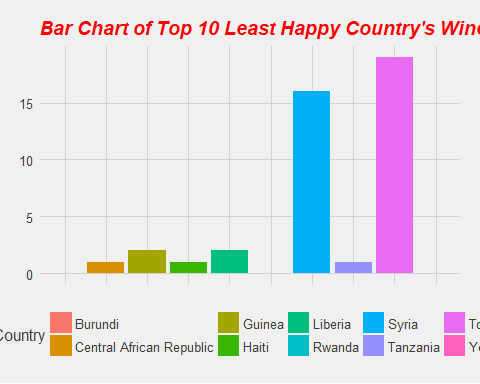 Bar Chart of Top 10 Least Happy Country's
15
10
5
0
Country
Burundi
Guinea
Liberia
Syria
Central African Republic
Haiti
Rwanda
Tanzania